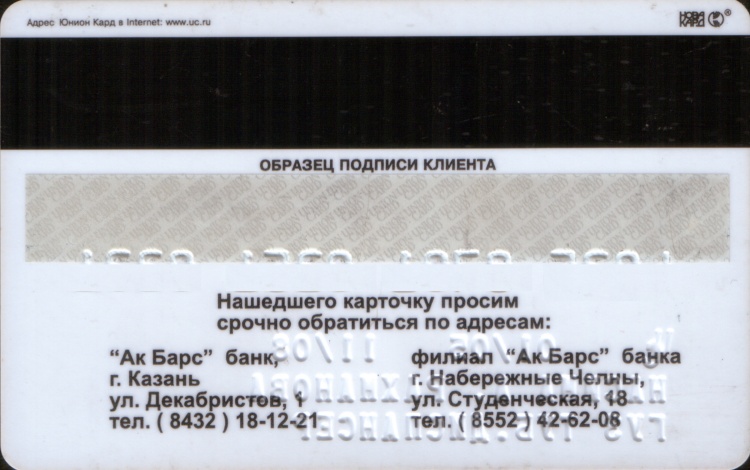 Адрес Юнион Кард в Internet: www.uc.ru
ОБРАЗЕЦ ПОДПИСИ КЛИЕНТА
Нашедшего карточку просим
срочно обратиться по адресам:
“Ак Барс” банк,
г. Казань
ул. Декабристов, 1
тел. ( 8432 ) 18-12-21
филиал “Ак Барс” банка
г. Набережные Челны,
ул. Студенческая, 48
тел. ( 8552 ) 42-62-08